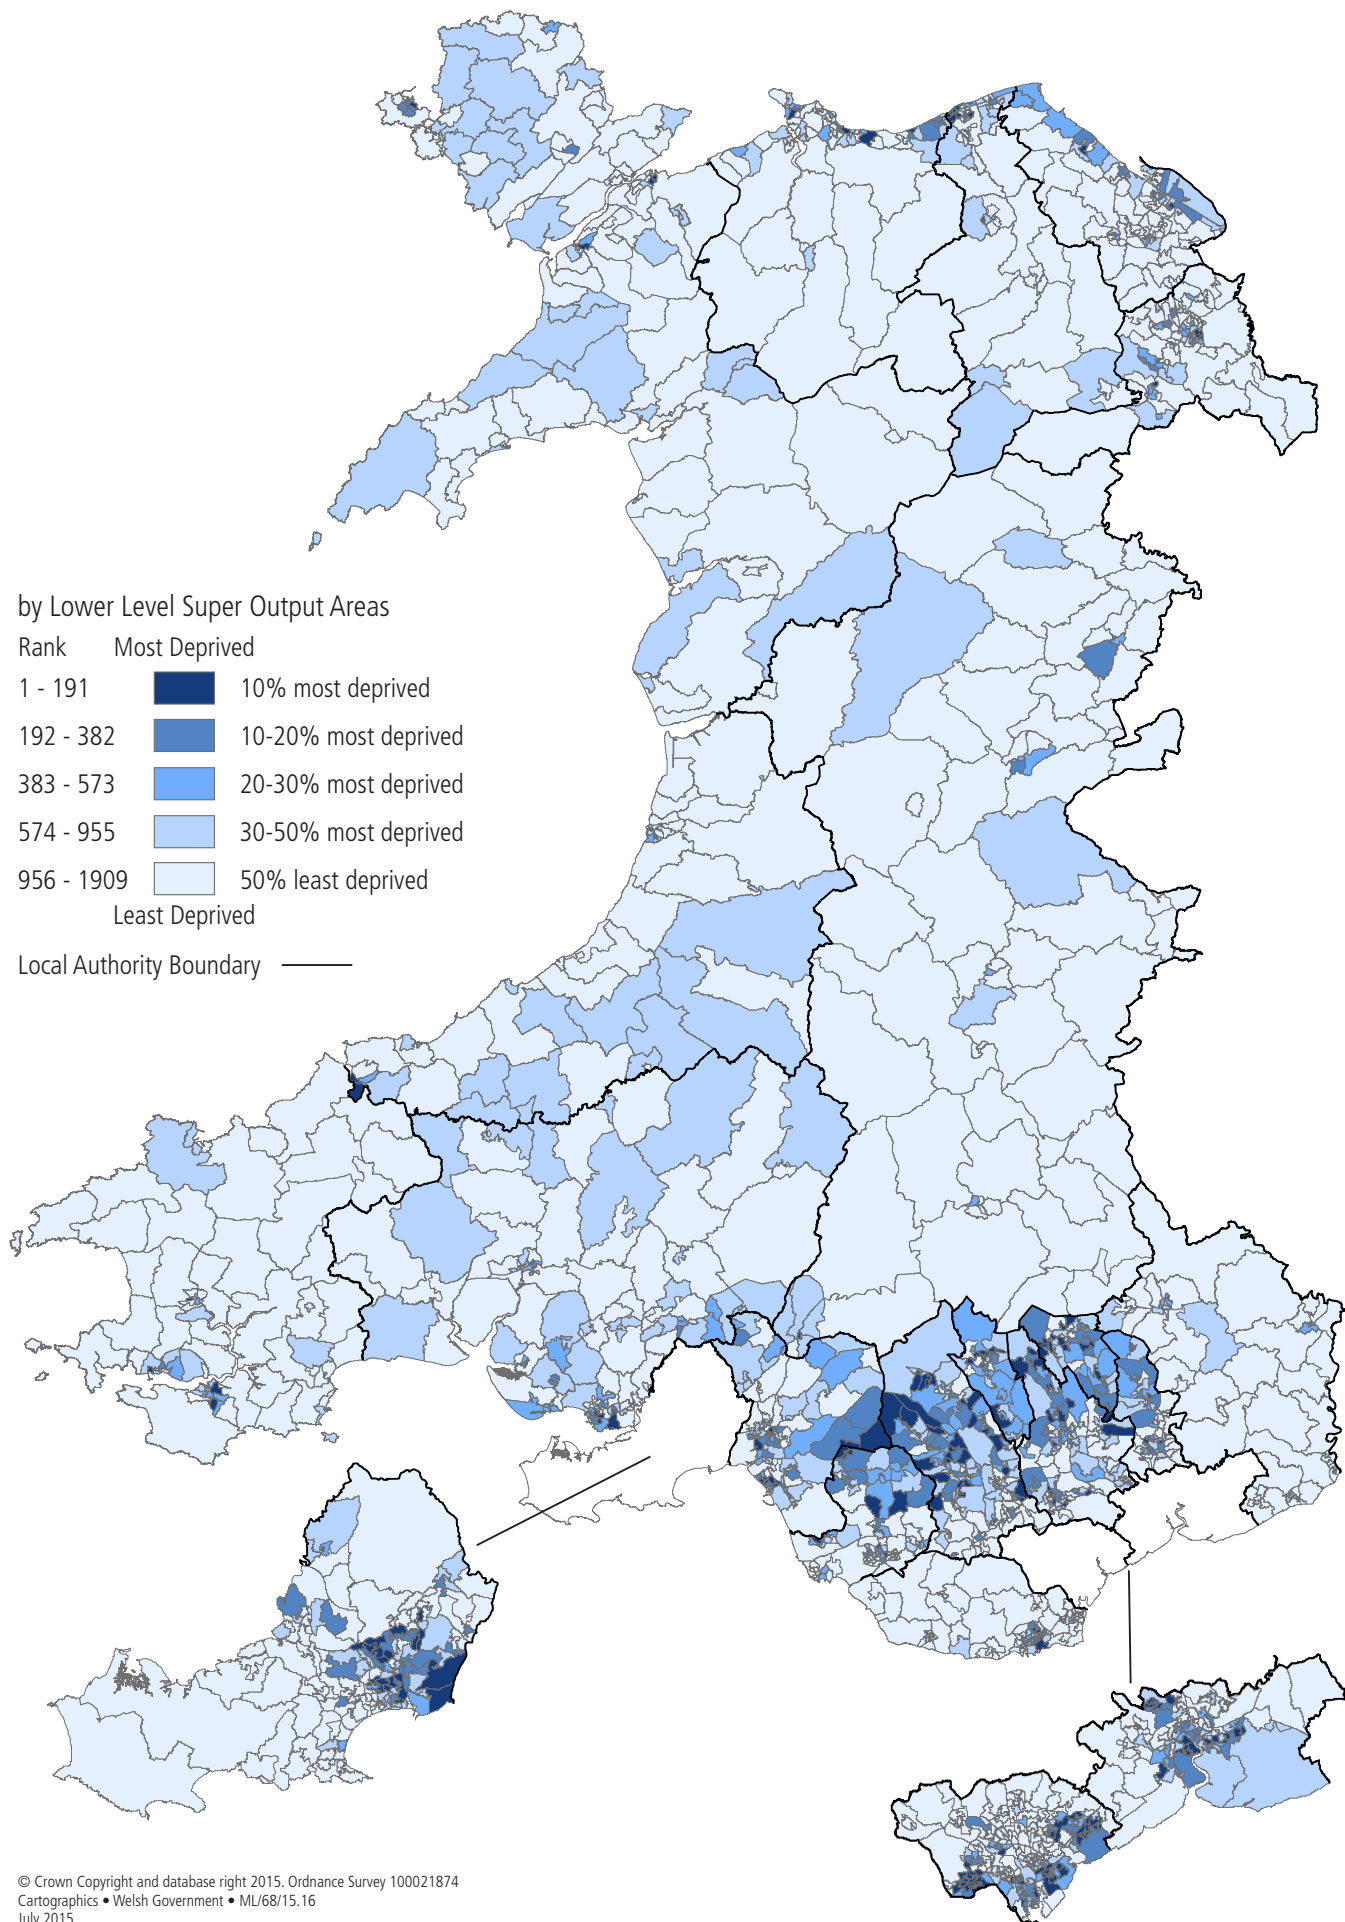 by Lower Level Super Output Areas
Rank Most Deprived
1 - 191 10% most deprived
192 - 382 10-20% most deprived
383 - 573 20-30% most deprived
574 - 955 30-50% most deprived
956 - 1909 50% least deprived
Least Deprived
Local Authority Boundary
© Crown Copyright and database right 2015. Ordnance Survey 100021874
Cartographics • Welsh Government • ML/68/15.16
July 2015